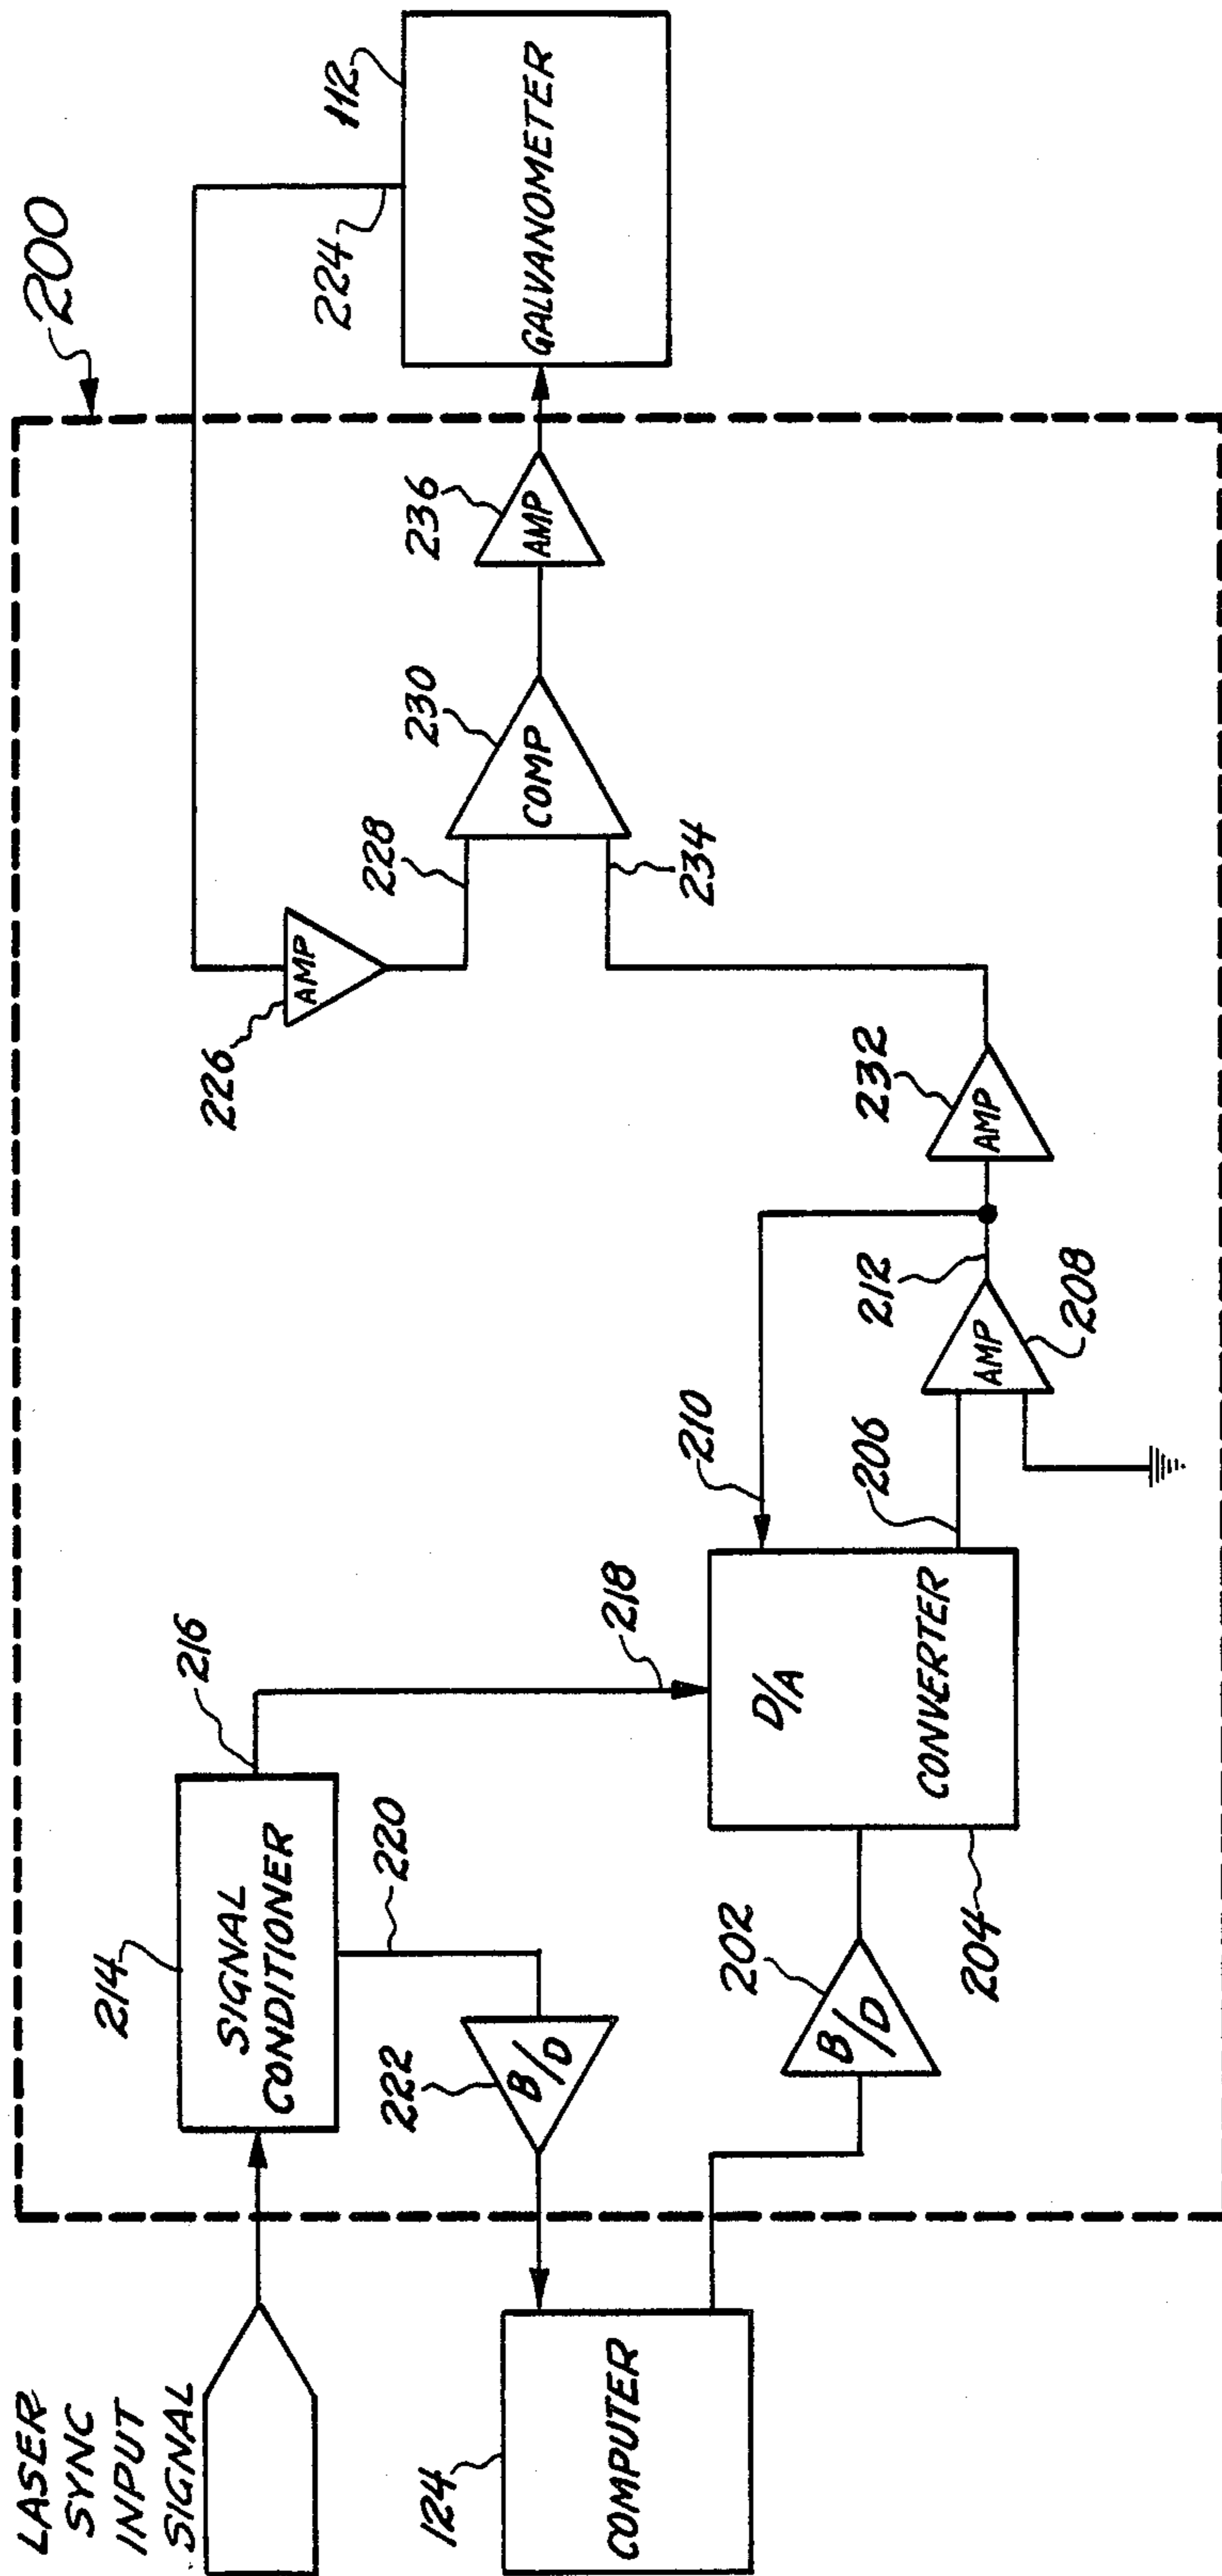 LASER
SYNC
INPUT
SIGNAL
214
SIGNAL
CONDITIONER
216
218
220
222
B/D
124
COMPUTER
202
B/D
204
D/A
CONVERTER
210
206
AMP
208
212
AMP
232
226
AMP
228
234
COMP
230
AMP
236
200
224
112
GALVANOMETER